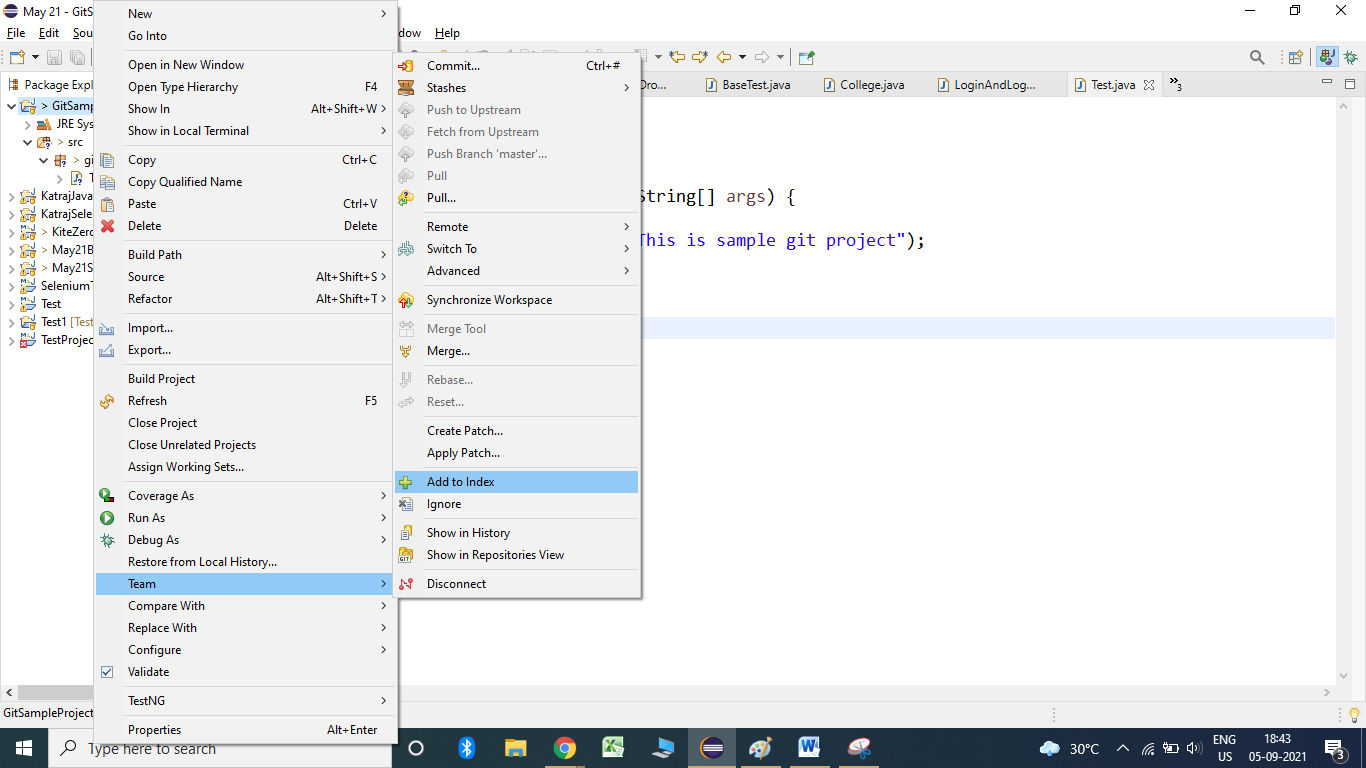 May 21 - GitS
File Edit Sou dow Help
Package Expl
Dro... BaseTest.java College.java LoginAndLog... Test.java 3
> GitSamp
JRE Sys
> src
> gi
T
KatrajJava
KatrajSele
> KiteZero
> May21B
> May21S
SeleniumT
Test
Test1 [Test
TestProjec
New
Go Into
Open in New Window
Open Type Hierarchy F4
Show In Alt+Shift+W
Show in Local Terminal
Copy Ctrl+C
Copy Qualified Name
Paste Ctrl+V
Delete Delete
Build Path
Source Alt+Shift+S
Refactor Alt+Shift+T
Import...
Export...
Build Project
Refresh F5
Close Project
Close Unrelated Projects
Assign Working Sets...
Coverage As
Run As
Debug As
Restore from Local History...
Team
Compare With
Replace With
Configure
Validate
TestNG
Properties Alt+Enter
Commit... Ctrl+#
Stashes
Push to Upstream
Fetch from Upstream
Push Branch 'master'...
Pull
Pull...
Remote
Switch To
Advanced
Synchronize Workspace
Merge Tool
Merge...
Rebase...
Reset...
Create Patch...
Apply Patch...
Add to Index
Ignore
Show in History
Show in Repositories View
Disconnect
String[] args) {
This is sample git project");
GitSampleProject
Type here to search
30°C ENG US 18:43 05-09-2021 3